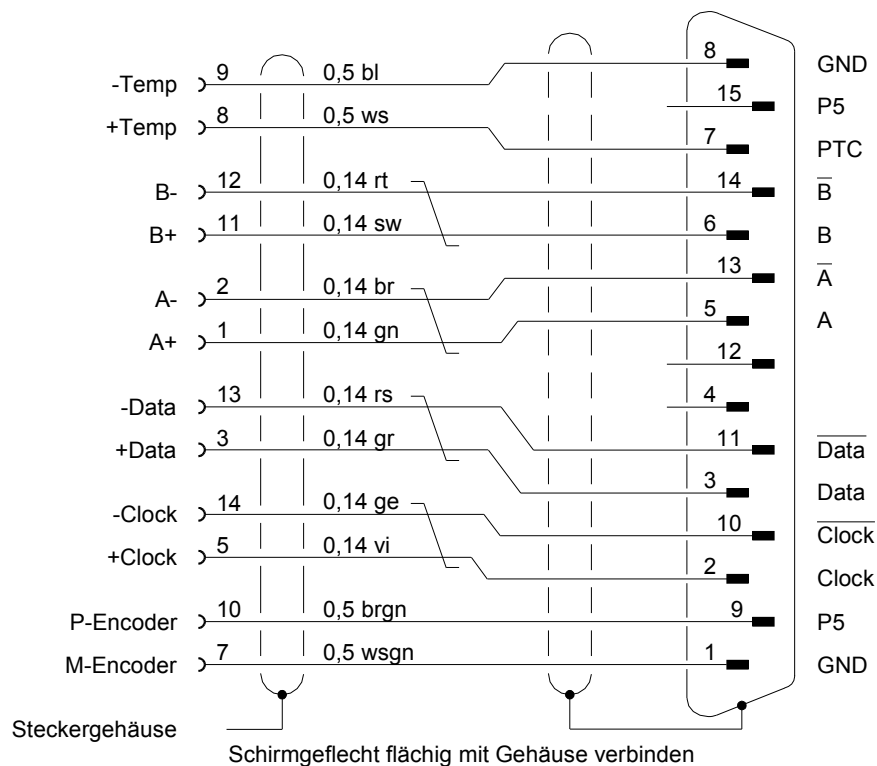 8 GND
-Temp 9 0,5 bl
15 P5
+Temp 8 0,5 ws
7 PTC
B- 12 0,14 rt 14 B̅
B+ 11 0,14 sw 6 B
13 A̅
A- 2 0,14 br
5 A
A+ 1 0,14 gn
12
-Data 13 0,14 rs 4
11 D̅a̅t̅a̅
+Data 3 0,14 gr
3 Data
-Clock 14 0,14 ge
10 C̅l̅o̅c̅k̅
+Clock 5 0,14 vi
2 Clock
P-Encoder 10 0,5 brgn 9 P5
M-Encoder 7 0,5 wsgn 1 GND
Steckergehäuse
Schirmgeflecht flächig mit Gehäuse verbinden